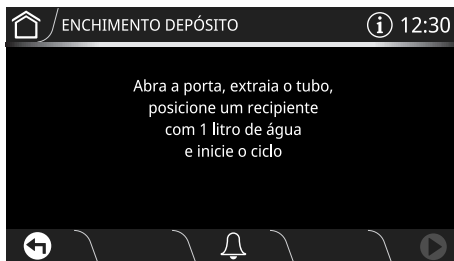 ENCHIMENTO DEPÓSITO
i 12:30
Abra a porta, extraia o tubo,
posicione um recipiente
com 1 litro de água
e inicie o ciclo